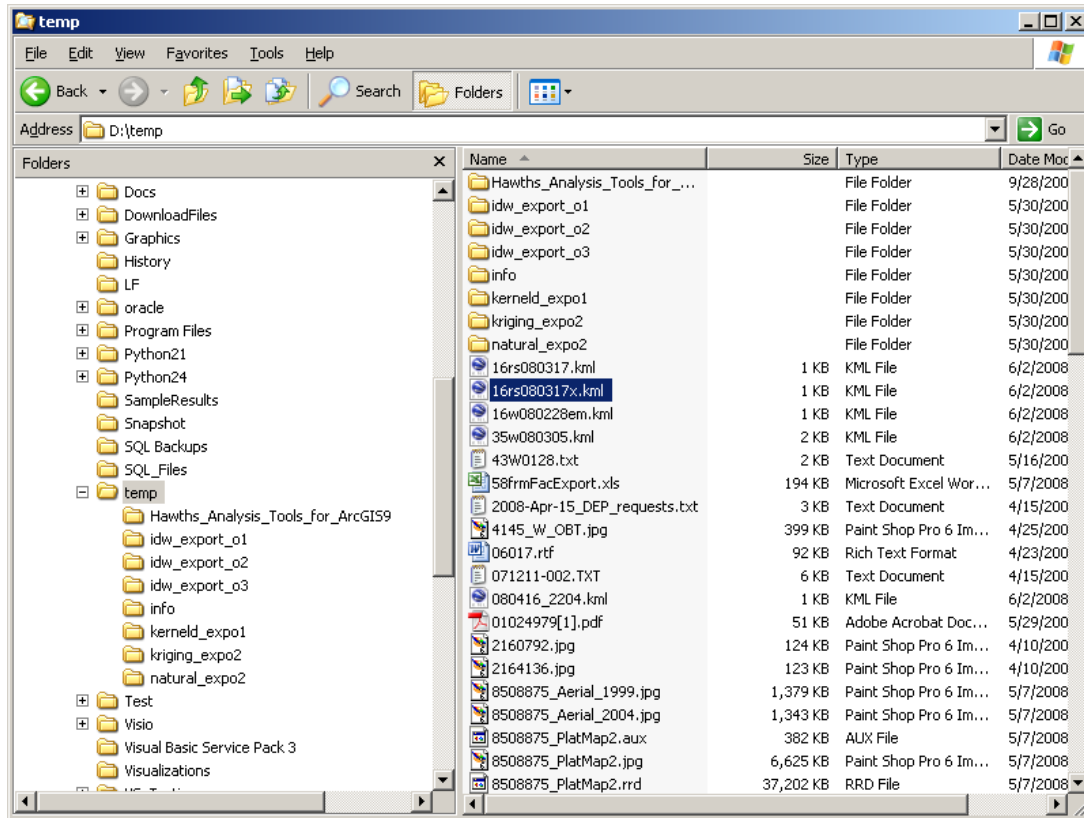 temp
File Edit View Favorites Tools Help
Back Search Folders
Address D:\temp Go
Folders
Docs
DownloadFiles
Graphics
History
LF
oracle
Program Files
Python21
Python24
SampleResults
Snapshot
SQL Backups
SQL_Files
temp
Hawths_Analysis_Tools_for_ArcGIS9
idw_export_o1
idw_export_o2
idw_export_o3
info
kerneld_expo1
kriging_expo2
natural_expo2
Test
Visio
Visual Basic Service Pack 3
Visualizations
Name Size Type Date Mod
Hawths_Analysis_Tools_for_... File Folder 9/28/200
idw_export_o1 File Folder 5/30/200
idw_export_o2 File Folder 5/30/200
idw_export_o3 File Folder 5/30/200
info File Folder 5/30/200
kerneld_expo1 File Folder 5/30/200
kriging_expo2 File Folder 5/30/200
natural_expo2 File Folder 5/30/200
16rs080317.kml 1 KB KML File 6/2/2008
16rs080317x.kml 1 KB KML File 6/2/2008
16w080228em.kml 1 KB KML File 6/2/2008
35w080305.kml 2 KB KML File 6/2/2008
43W0128.txt 2 KB Text Document 5/16/200
58frmFacExport.xls 194 KB Microsoft Excel Wor... 5/7/2008
2008-Apr-15_DEP_requests.txt 3 KB Text Document 4/15/200
4145_W_OBT.jpg 399 KB Paint Shop Pro 6 Im... 4/25/200
06017.rtf 92 KB Rich Text Format 4/23/200
071211-002.TXT 6 KB Text Document 4/15/200
080416_2204.kml 1 KB KML File 6/2/2008
01024979[1].pdf 51 KB Adobe Acrobat Doc... 5/29/200
2160792.jpg 124 KB Paint Shop Pro 6 Im... 4/10/200
2164136.jpg 123 KB Paint Shop Pro 6 Im... 4/10/200
8508875_Aerial_1999.jpg 1,379 KB Paint Shop Pro 6 Im... 5/7/2008
8508875_Aerial_2004.jpg 1,343 KB Paint Shop Pro 6 Im... 5/7/2008
8508875_PlatMap2.aux 382 KB AUX File 5/7/2008
8508875_PlatMap2.jpg 6,625 KB Paint Shop Pro 6 Im... 5/7/2008
8508875_PlatMap2.rrd 37,202 KB RRD File 5/7/2008